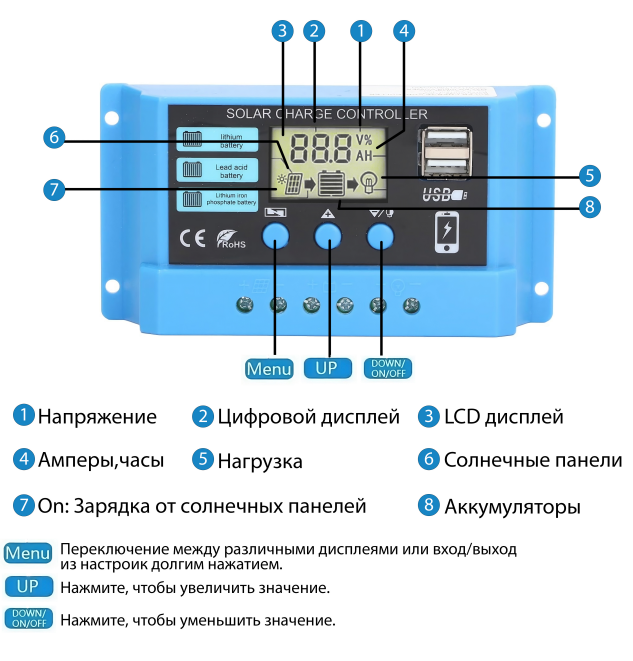 3 2 1 4
SOLAR CHARGE CONTROLLER
6 lithium battery
88.8 V% AH
Lead acid battery
7 Lithium iron phosphate battery
5
8
USB
CE RoHS
Menu UP DOWN/ ON/OFF
1 Напряжение 2 Цифровой дисплей 3 LCD дисплей
4 Амперы,часы 5 Нагрузка 6 Солнечные панели
7 On: Зарядка от солнечных панелей 8 Аккумуляторы
Menu Переключение между различными дисплеями или вход/выход
из настроик долгим нажатием.
UP Нажмите, чтобы увеличить значение.
DOWN/ ON/OFF Нажмите, чтобы уменьшить значение.